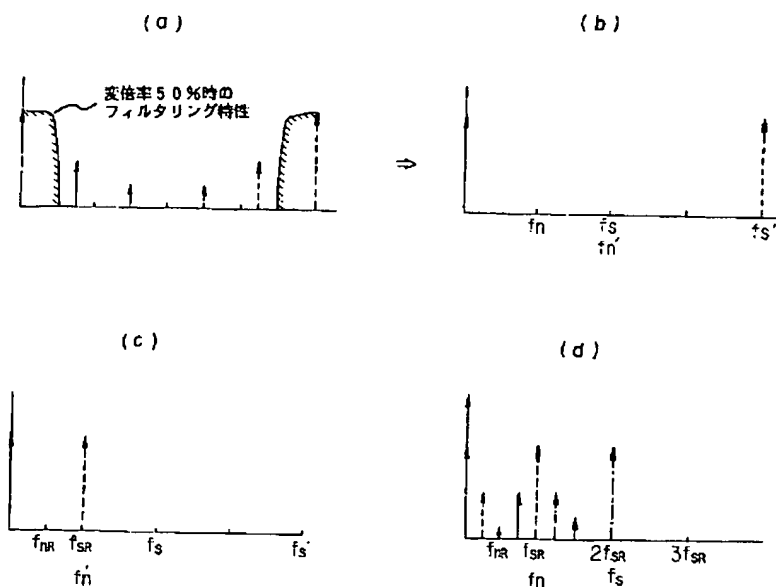 (a)
変倍率50%時の
フィルタリング特性
⇨
(b)
fn fs fs'
fn'
(c)
fnR fsR fs fs'
fn'
(d)
fnR fsR 2fsR 3fsR
fn fs